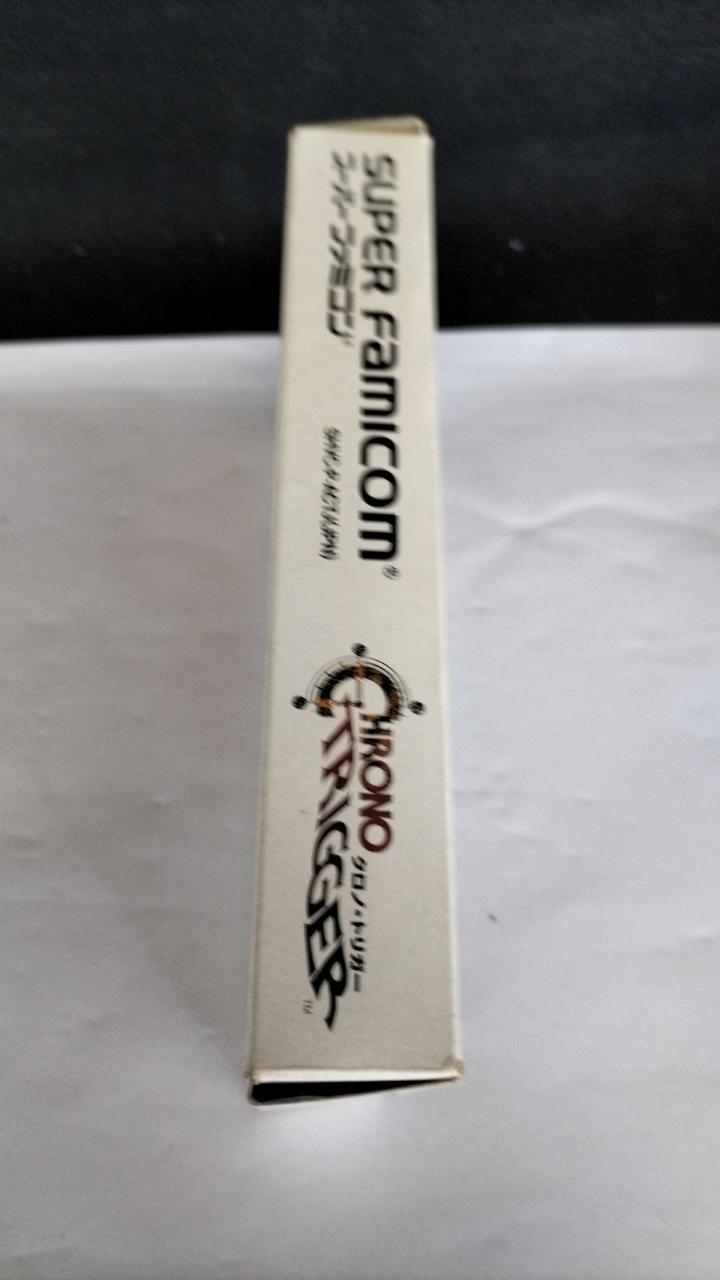 SUPER FAMICOM®
スーパーファミコン
SHVC-P-ACTJ(JPN)
CHRONO
クロノ・トリガー
TRIGGER
TM